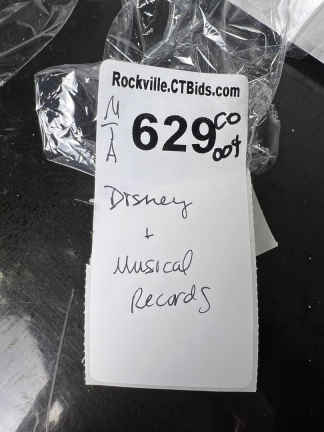 Rockville.CTBids.com
M/A 629 CO 004
Disney
+
Musical
Records